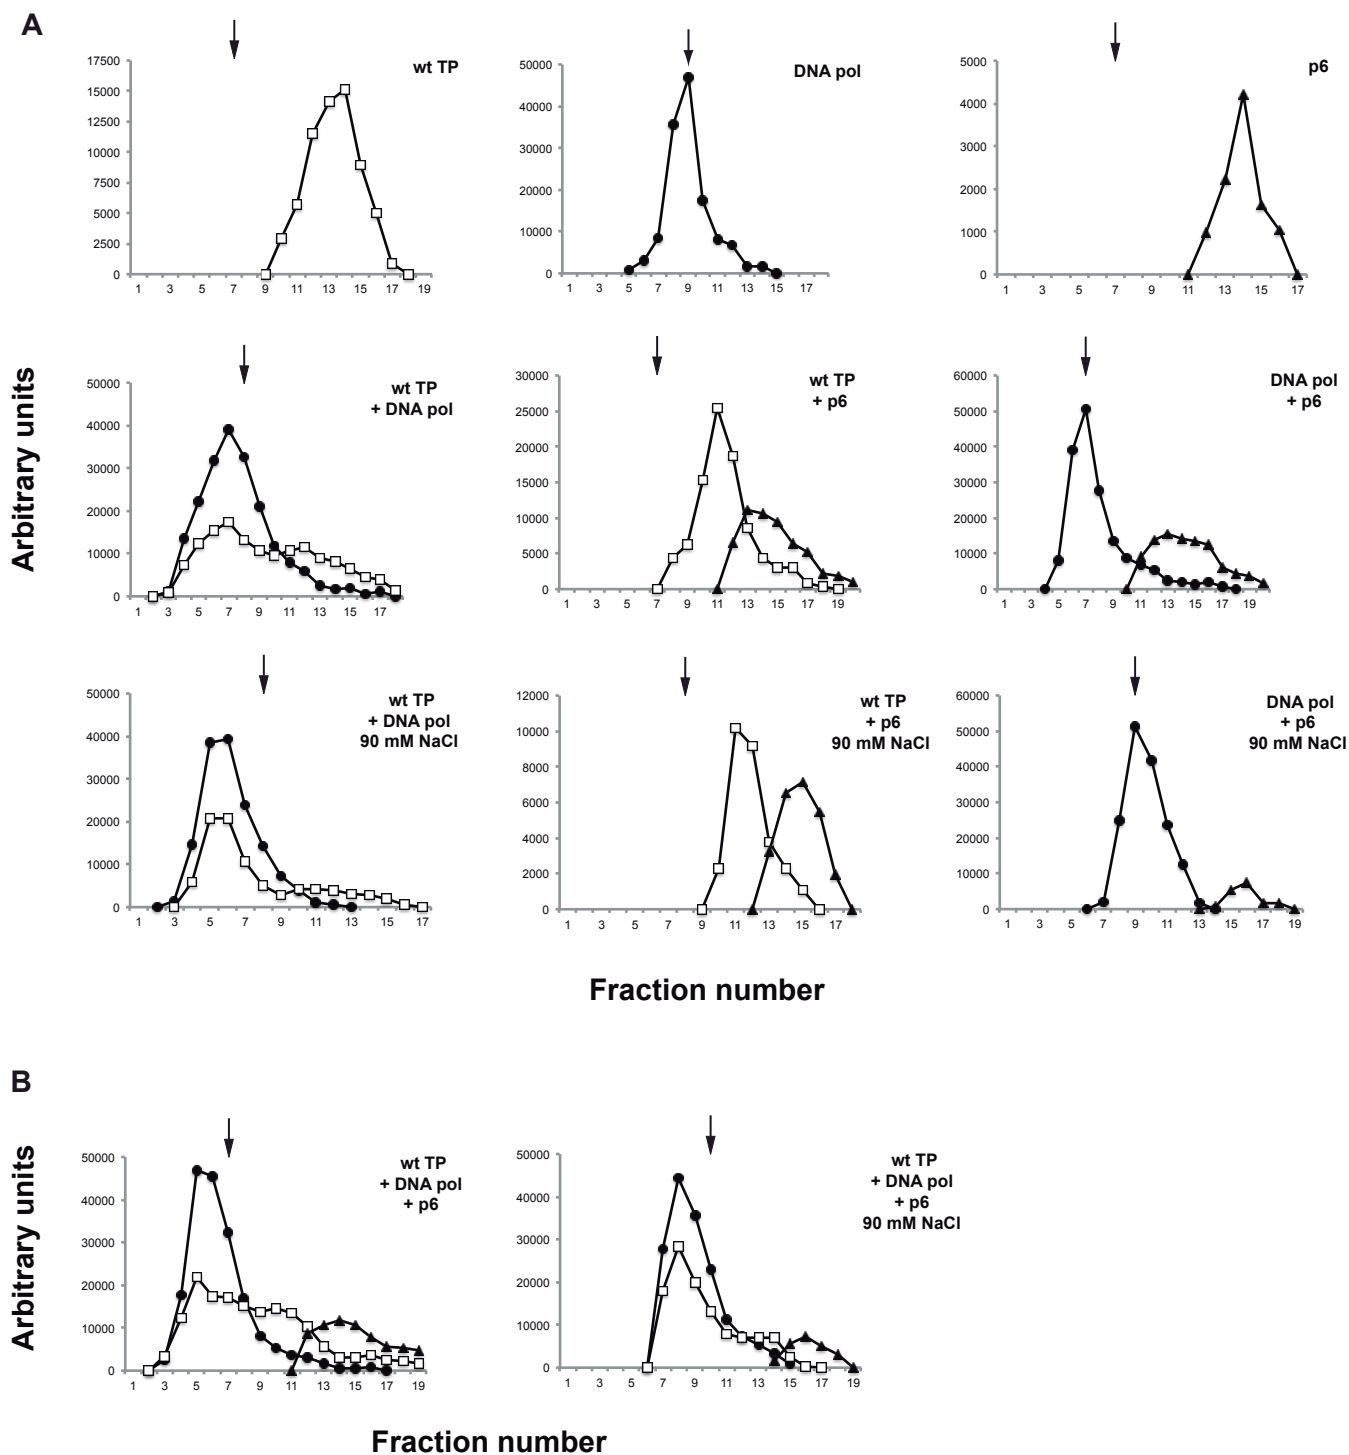 A
wt TP
17500
15000
12500
10000
7500
5000
2500
0
1 3 5 7 9 11 13 15 17 19
DNA pol
50000
40000
30000
20000
10000
0
1 3 5 7 9 11 13 15 17
p6
5000
4000
3000
2000
1000
0
1 3 5 7 9 11 13 15 17
Arbitrary units
wt TP
+ DNA pol
50000
40000
30000
20000
10000
0
1 3 5 7 9 11 13 15 17
wt TP
+ p6
30000
25000
20000
15000
10000
5000
0
1 3 5 7 9 11 13 15 17 19
DNA pol
+ p6
60000
50000
40000
30000
20000
10000
0
1 3 5 7 9 11 13 15 17 19
wt TP
+ DNA pol
90 mM NaCl
50000
40000
30000
20000
10000
0
1 3 5 7 9 11 13 15 17
wt TP
+ p6
90 mM NaCl
12000
10000
8000
6000
4000
2000
0
1 3 5 7 9 11 13 15 17
DNA pol
+ p6
90 mM NaCl
60000
50000
40000
30000
20000
10000
0
1 3 5 7 9 11 13 15 17 19
Fraction number
B
Arbitrary units
wt TP
+ DNA pol
+ p6
50000
40000
30000
20000
10000
0
1 3 5 7 9 11 13 15 17 19
wt TP
+ DNA pol
+ p6
90 mM NaCl
50000
40000
30000
20000
10000
0
1 3 5 7 9 11 13 15 17 19
Fraction number